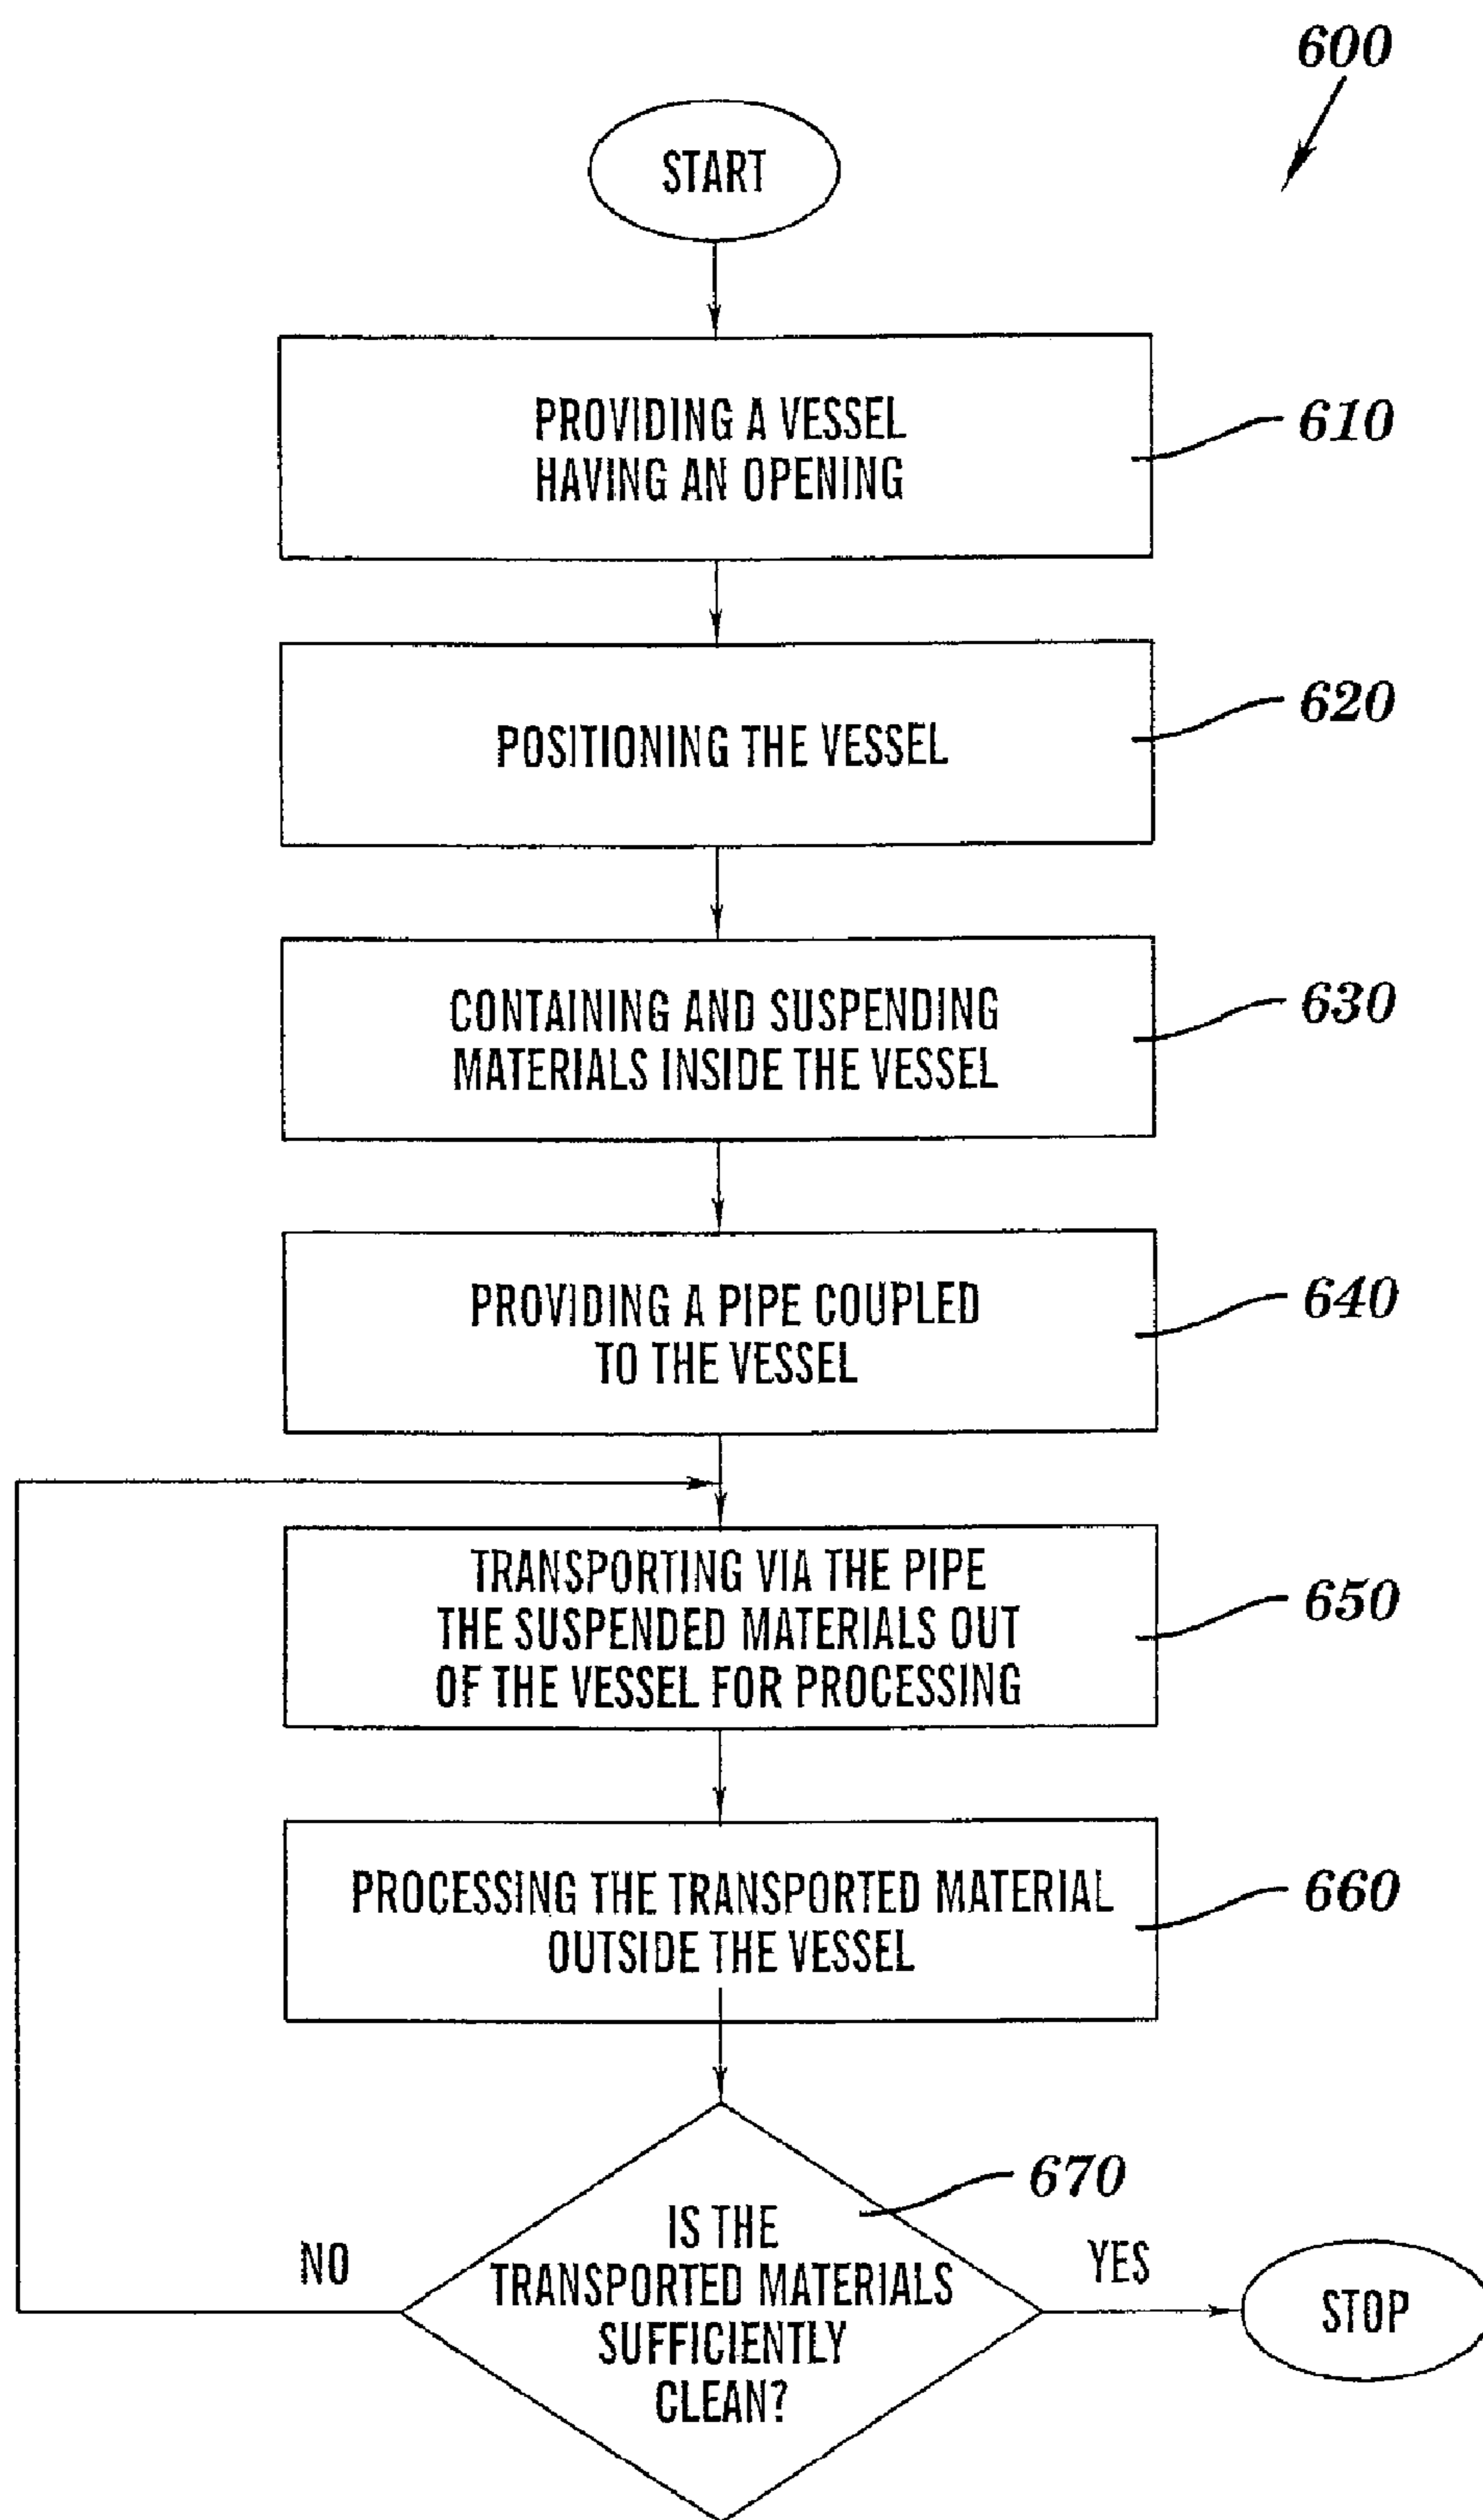 600
START
PROVIDING A VESSEL
HAVING AN OPENING
610
POSITIONING THE VESSEL
620
CONTAINING AND SUSPENDING
MATERIALS INSIDE THE VESSEL
630
PROVIDING A PIPE COUPLED
TO THE VESSEL
640
TRANSPORTING VIA THE PIPE
THE SUSPENDED MATERIALS OUT
OF THE VESSEL FOR PROCESSING
650
PROCESSING THE TRANSPORTED MATERIAL
OUTSIDE THE VESSEL
660
670
IS THE
TRANSPORTED MATERIALS
SUFFICIENTLY
CLEAN?
NO
YES
STOP